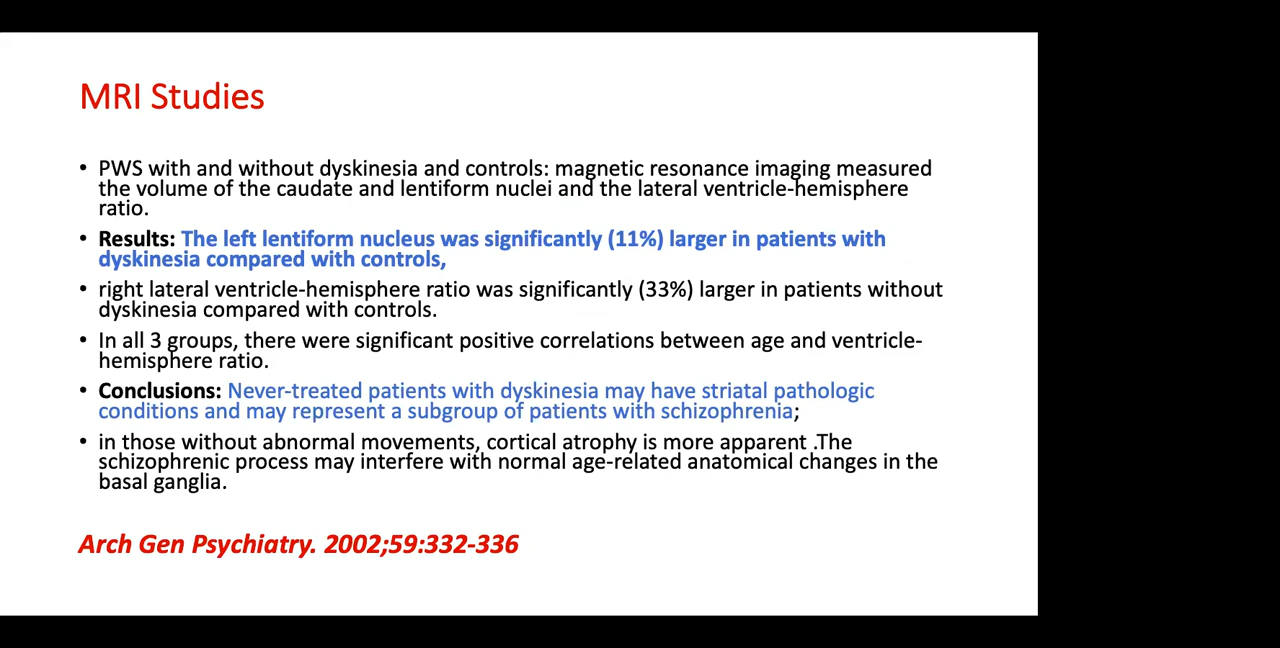 MRI Studies
• PWS with and without dyskinesia and controls: magnetic resonance imaging measured
the volume of the caudate and lentiform nuclei and the lateral ventricle-hemisphere
ratio.
• Results: The left lentiform nucleus was significantly (11%) larger in patients with
dyskinesia compared with controls,
• right lateral ventricle-hemisphere ratio was significantly (33%) larger in patients without
dyskinesia compared with controls.
• In all 3 groups, there were significant positive correlations between age and ventricle-
hemisphere ratio.
• Conclusions: Never-treated patients with dyskinesia may have striatal pathologic
conditions and may represent a subgroup of patients with schizophrenia;
• in those without abnormal movements, cortical atrophy is more apparent .The
schizophrenic process may interfere with normal age-related anatomical changes in the
basal ganglia.
Arch Gen Psychiatry. 2002;59:332-336